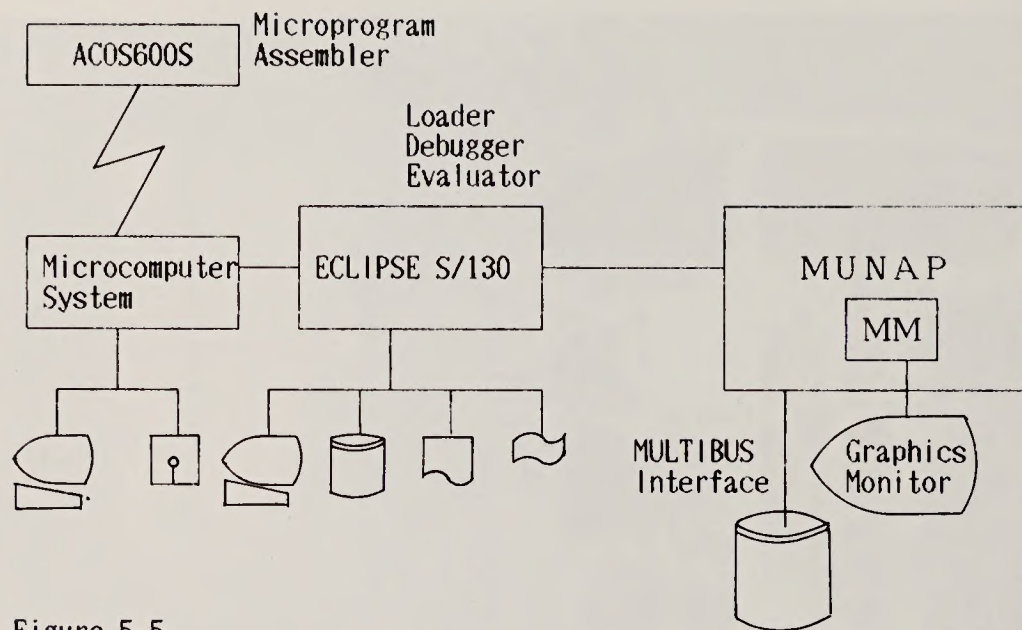 ACOS600S
Microprogram
Assembler
Loader
Debugger
Evaluator
Microcomputer
System
ECLIPSE S/130
MUNAP
MM
MULTIBUS
Interface
Graphics
Monitor
Figure 5.5